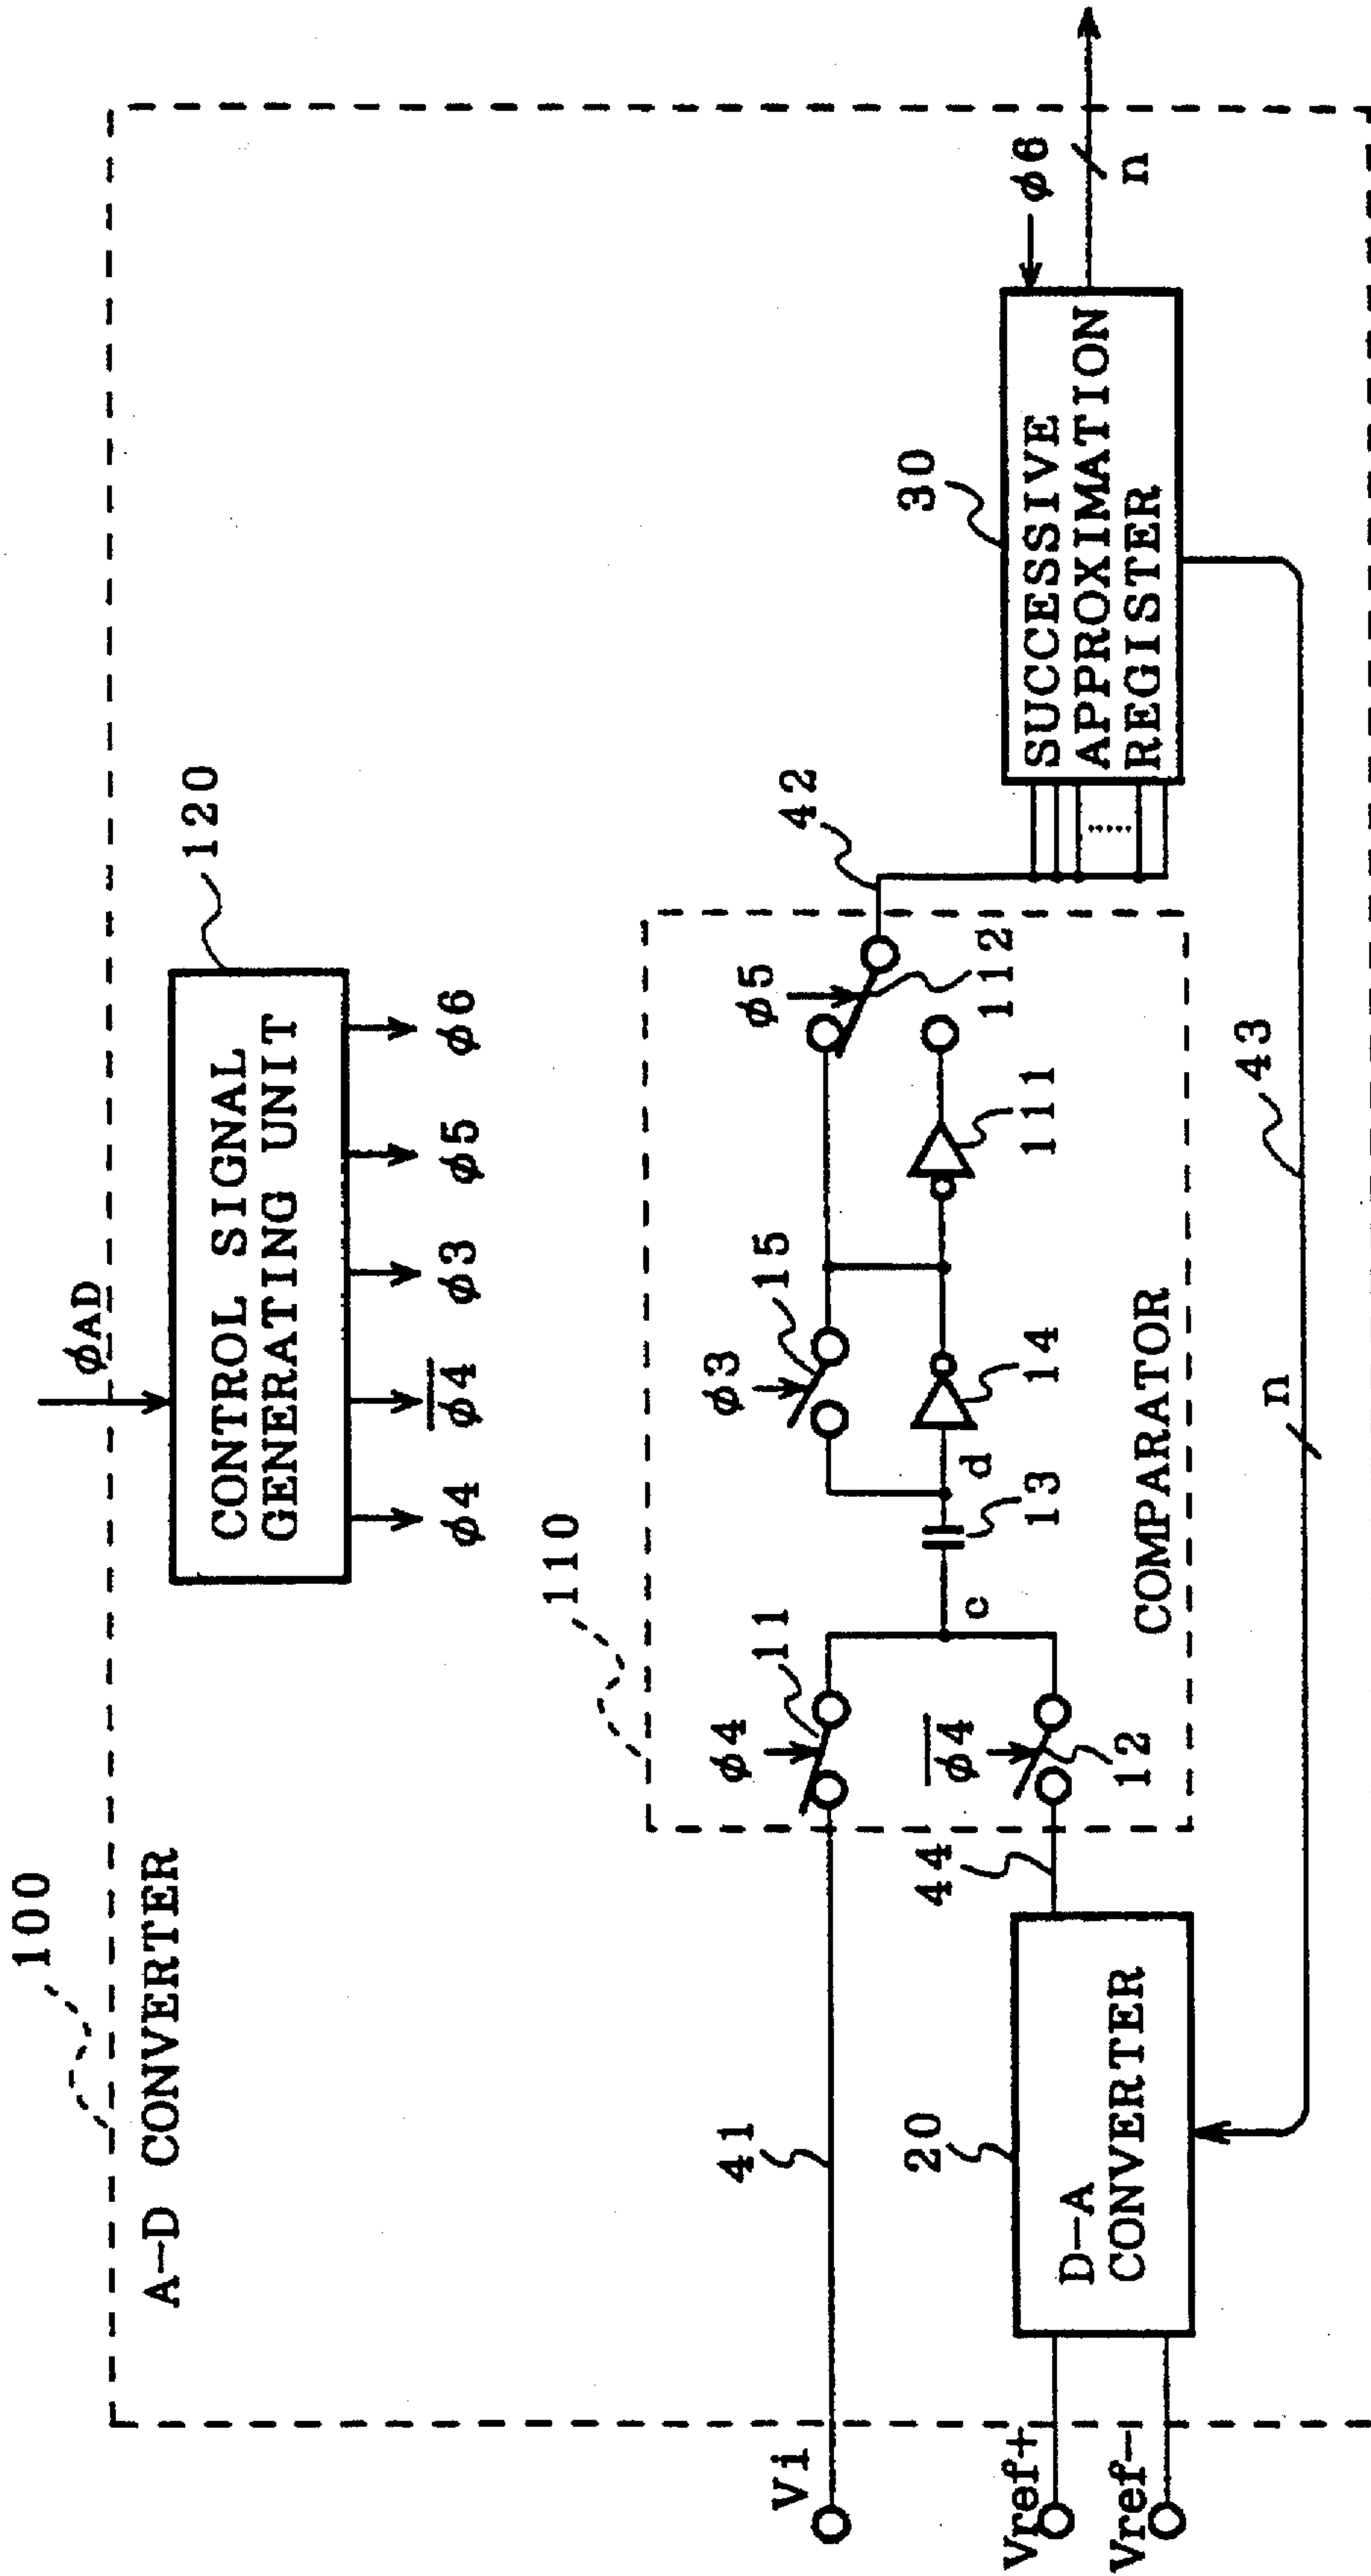 100
A-D CONVERTER
φAD
CONTROL SIGNAL
GENERATING UNIT
120
φ4
φ4̅
φ3
φ5
φ6
110
Vi
41
φ4
11
φ4̅
12
c
13
d
14
φ3
15
111
φ5
112
COMPARATOR
42
30
SUCCESSIVE
APPROXIMATION
REGISTER
φ6
n
Vref+
Vref-
20
D-A
CONVERTER
44
n
43